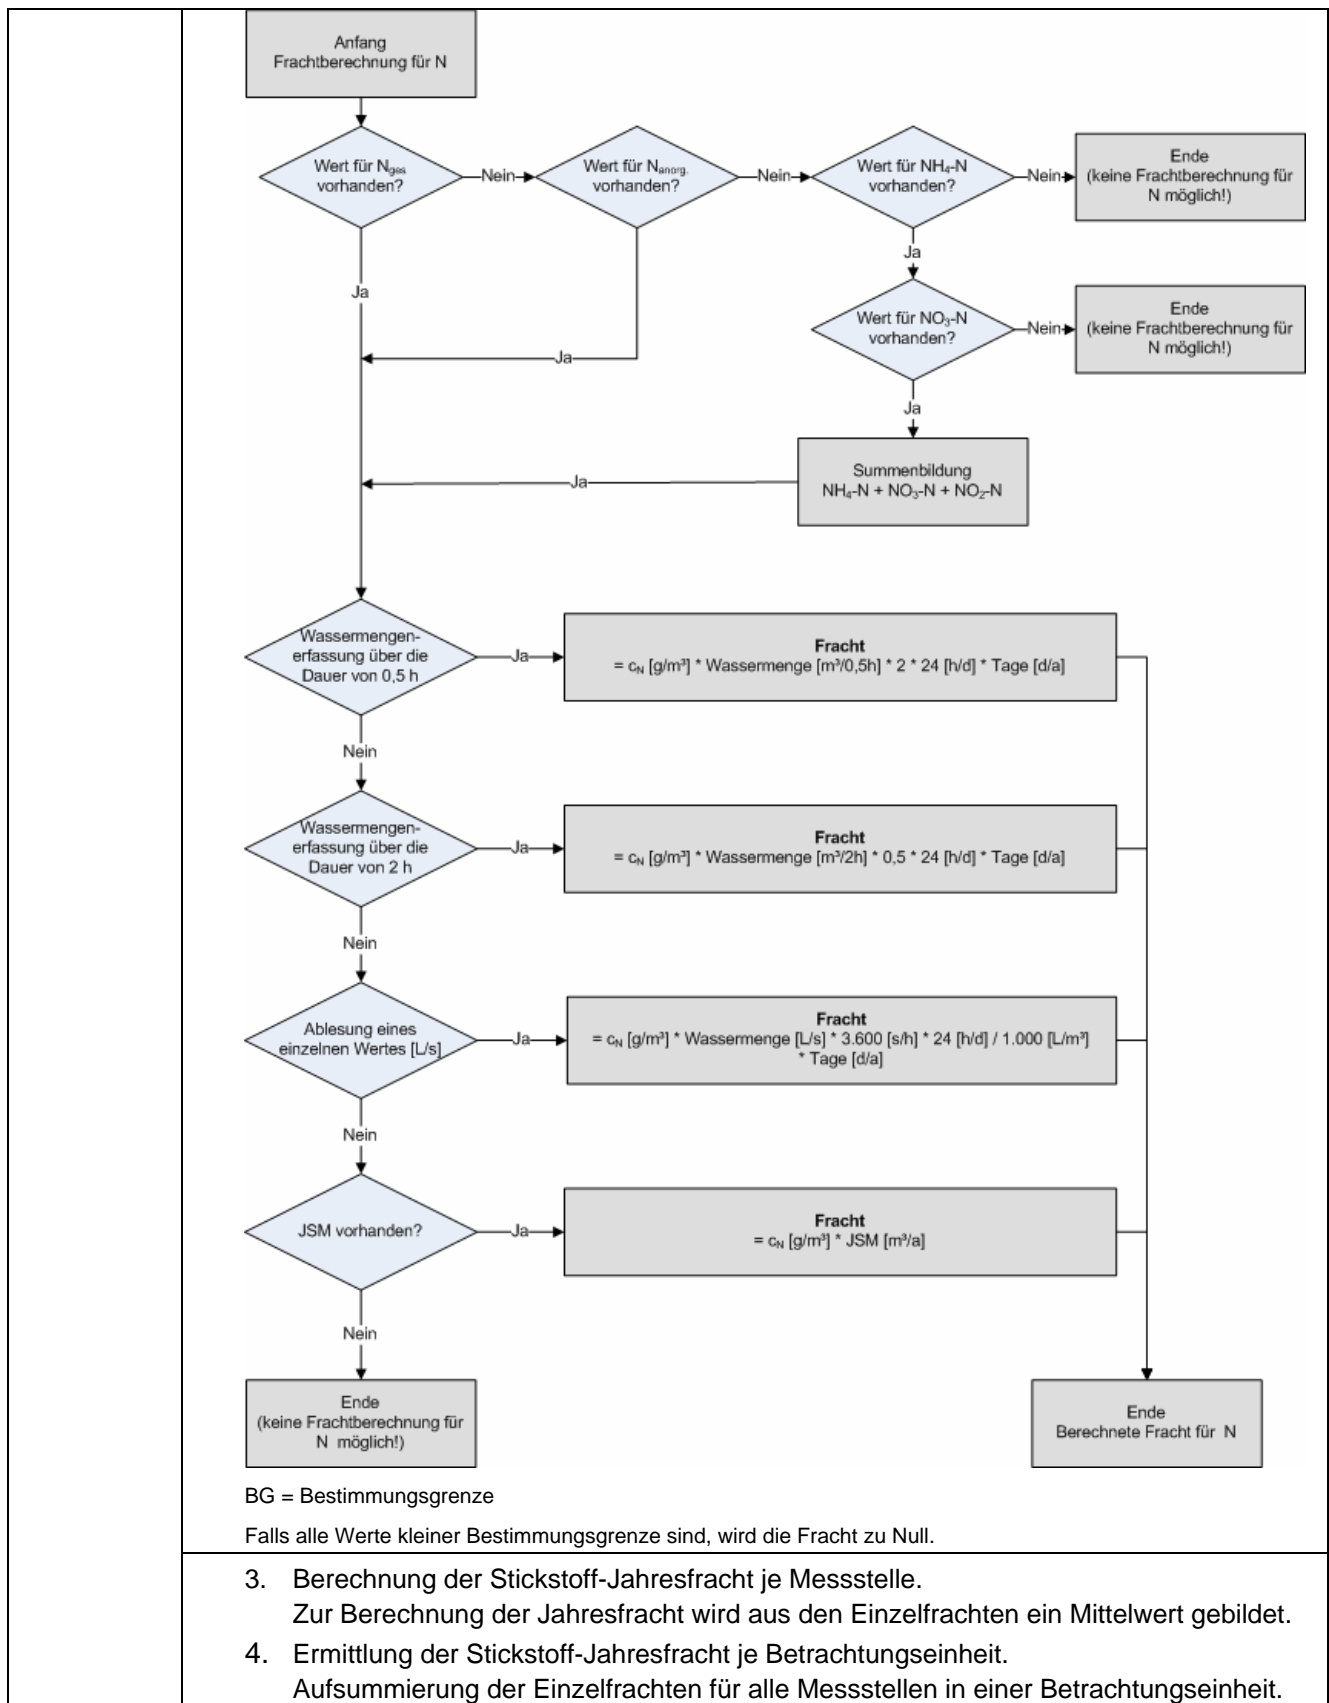 Anfang
Frachtberechnung für N
Wert für Nges
vorhanden?
Nein
Wert für Nanorg.
vorhanden?
Nein
Wert für NH₄-N
vorhanden?
Nein
Ende
(keine Frachtberechnung für
N möglich!)
Ja
Ja
Wert für NO₃-N
vorhanden?
Nein
Ende
(keine Frachtberechnung für
N möglich!)
Ja
Ja
Summenbildung
NH₄-N + NO₃-N + NO₂-N
Ja
Wassermengen-
erfassung über die
Dauer von 0,5 h
Ja
Fracht
= cN [g/m³] * Wassermenge [m³/0,5h] * 2 * 24 [h/d] * Tage [d/a]
Nein
Wassermengen-
erfassung über die
Dauer von 2 h
Ja
Fracht
= cN [g/m³] * Wassermenge [m³/2h] * 0,5 * 24 [h/d] * Tage [d/a]
Nein
Ablesung eines
einzelnen Wertes [L/s]
Ja
Fracht
= cN [g/m³] * Wassermenge [L/s] * 3.600 [s/h] * 24 [h/d] / 1.000 [L/m³]
* Tage [d/a]
Nein
JSM vorhanden?
Ja
Fracht
= cN [g/m³] * JSM [m³/a]
Nein
Ende
(keine Frachtberechnung für
N möglich!)
Ende
Berechnete Fracht für N
BG = Bestimmungsgrenze
Falls alle Werte kleiner Bestimmungsgrenze sind, wird die Fracht zu Null.
3. Berechnung der Stickstoff-Jahresfracht je Messstelle.
Zur Berechnung der Jahresfracht wird aus den Einzelfrachten ein Mittelwert gebildet.
4. Ermittlung der Stickstoff-Jahresfracht je Betrachtungseinheit.
Aufsummierung der Einzelfrachten für alle Messstellen in einer Betrachtungseinheit.